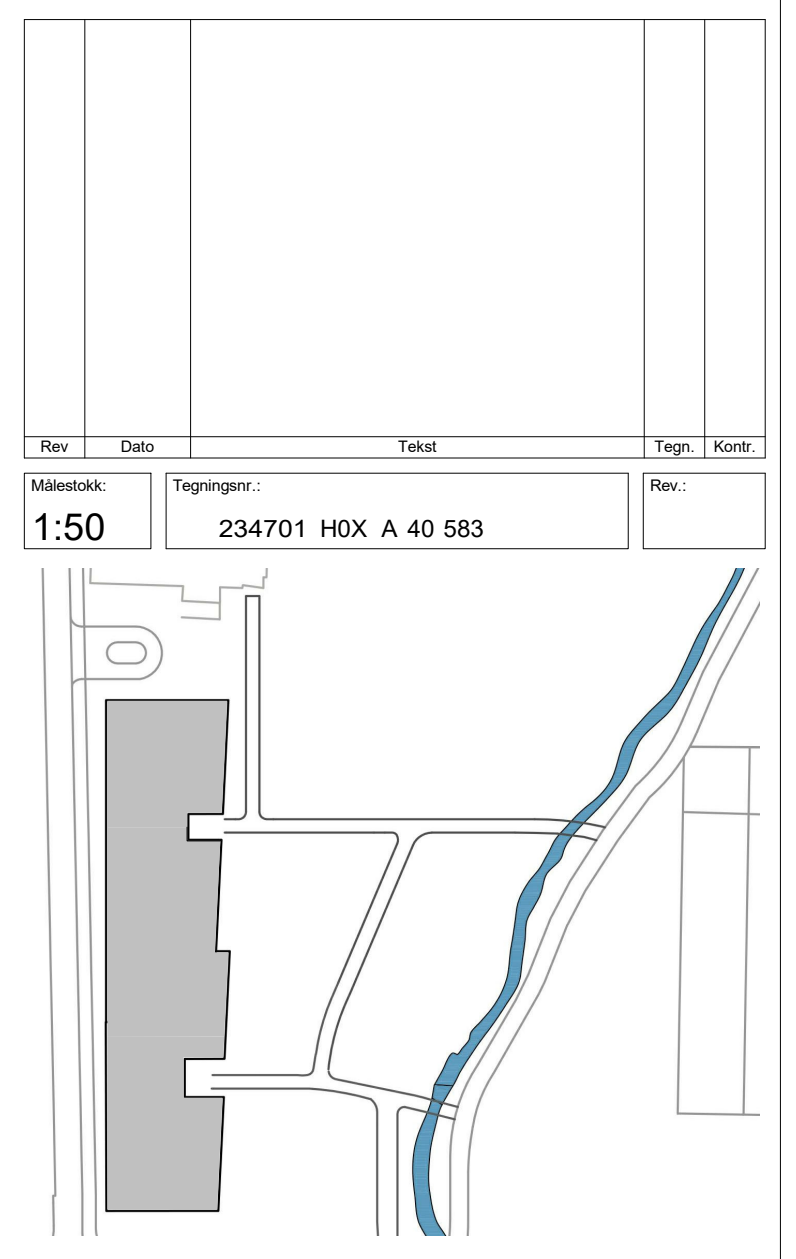 Rev Dato Tekst Tegn. Kontr.
Målestokk: Tegningsnr.: Rev.:
1:50 234701 H0X A 40 583